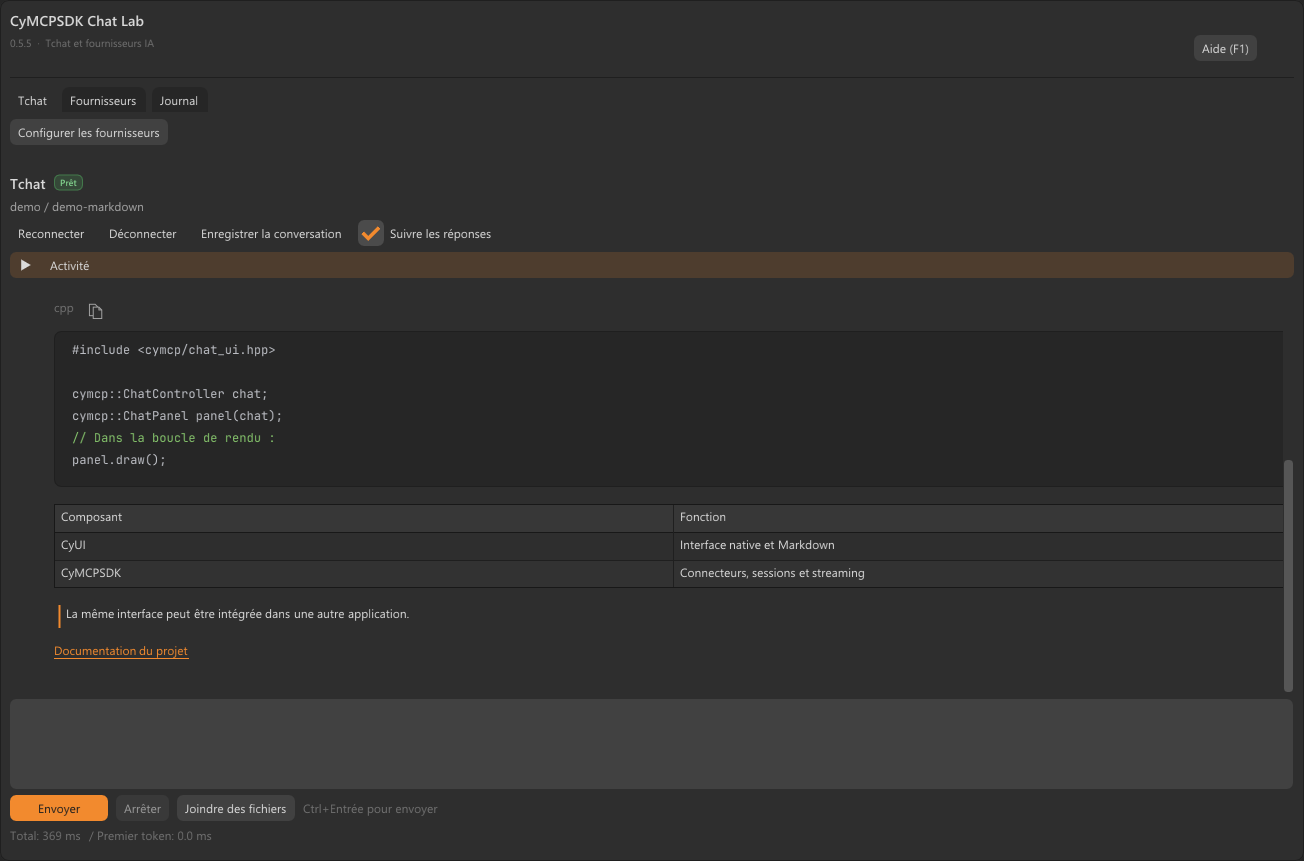 CyMCPSDK Chat Lab
0.5.5 · Tchat et fournisseurs IA
Aide (F1)
Tchat Fournisseurs Journal
Configurer les fournisseurs
Tchat Prêt
demo / demo-markdown
Reconnecter Déconnecter Enregistrer la conversation Suivre les réponses
Activité
cpp
#include <cymcp/chat_ui.hpp>
cymcp::ChatController chat;
cymcp::ChatPanel panel(chat);
// Dans la boucle de rendu :
panel.draw();
Composant Fonction
CyUI Interface native et Markdown
CyMCPSDK Connecteurs, sessions et streaming
La même interface peut être intégrée dans une autre application.
Documentation du projet
Envoyer Arrêter Joindre des fichiers Ctrl+Entrée pour envoyer
Total: 369 ms / Premier token: 0.0 ms